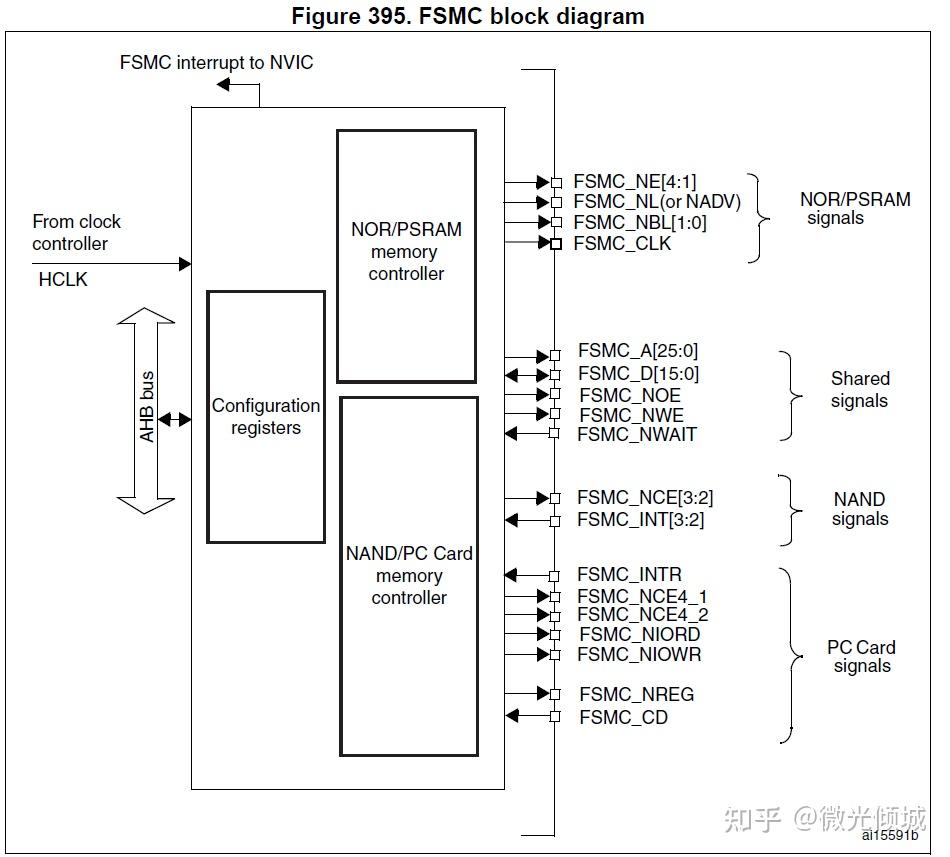 Figure 395. FSMC block diagram
FSMC interrupt to NVIC
From clock
controller
HCLK
AHB bus
Configuration
registers
NOR/PSRAM
memory
controller
NAND/PC Card
memory
controller
FSMC_NE[4:1]
FSMC_NL(or NADV)
FSMC_NBL[1:0]
FSMC_CLK
NOR/PSRAM
signals
FSMC_A[25:0]
FSMC_D[15:0]
FSMC_NOE
FSMC_NWE
FSMC_NWAIT
Shared
signals
FSMC_NCE[3:2]
FSMC_INT[3:2]
NAND
signals
FSMC_INTR
FSMC_NCE4_1
FSMC_NCE4_2
FSMC_NIORD
FSMC_NIOWR
FSMC_NREG
FSMC_CD
PC Card
signals
知乎 @微光倾城
ai15591b